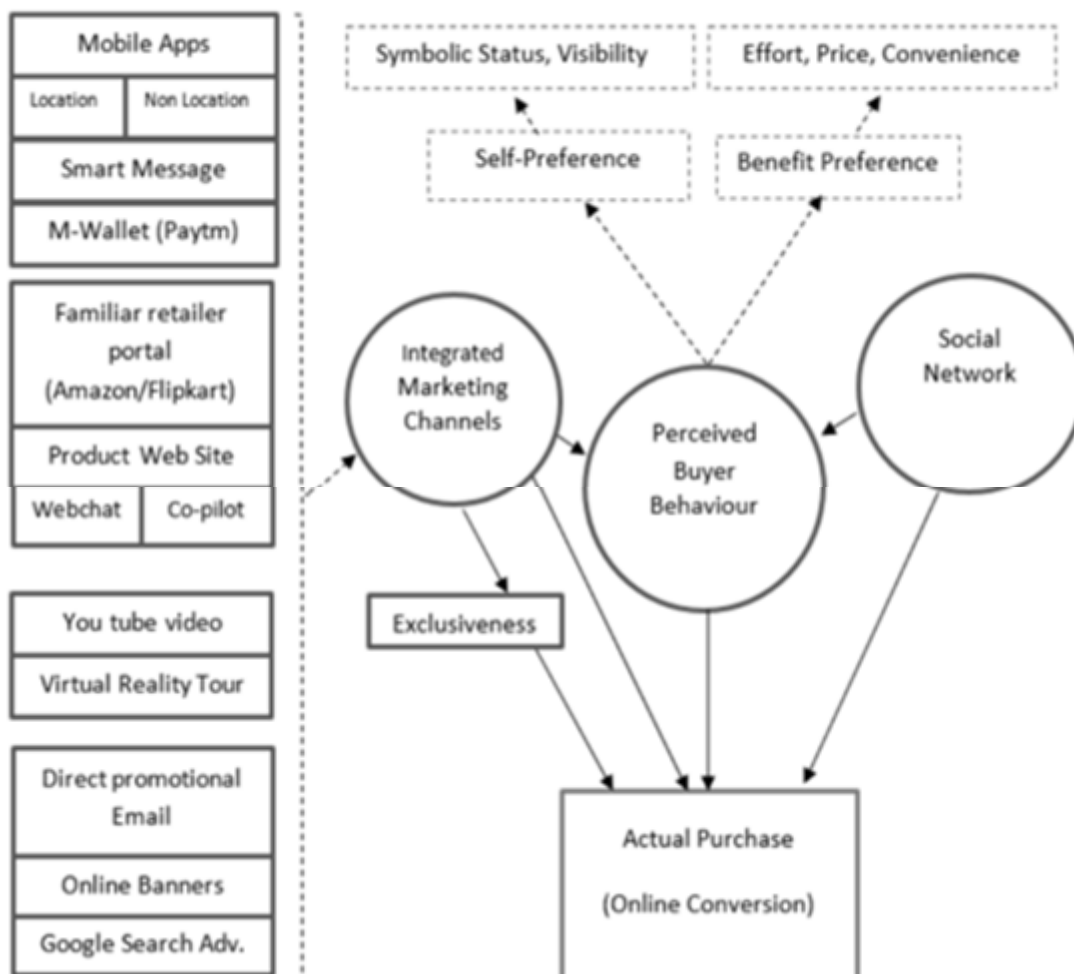 Mobile Apps
Location
Non Location
Smart Message
M-Wallet (Paytm)
Familiar retailer
portal
(Amazon/Flipkart)
Product Web Site
Webchat
Co-pilot
You tube video
Virtual Reality Tour
Direct promotional
Email
Online Banners
Google Search Adv.
Symbolic Status, Visibility
Effort, Price, Convenience
Self-Preference
Benefit Preference
Integrated
Marketing
Channels
Perceived
Buyer
Behaviour
Social
Network
Exclusiveness
Actual Purchase
(Online Conversion)